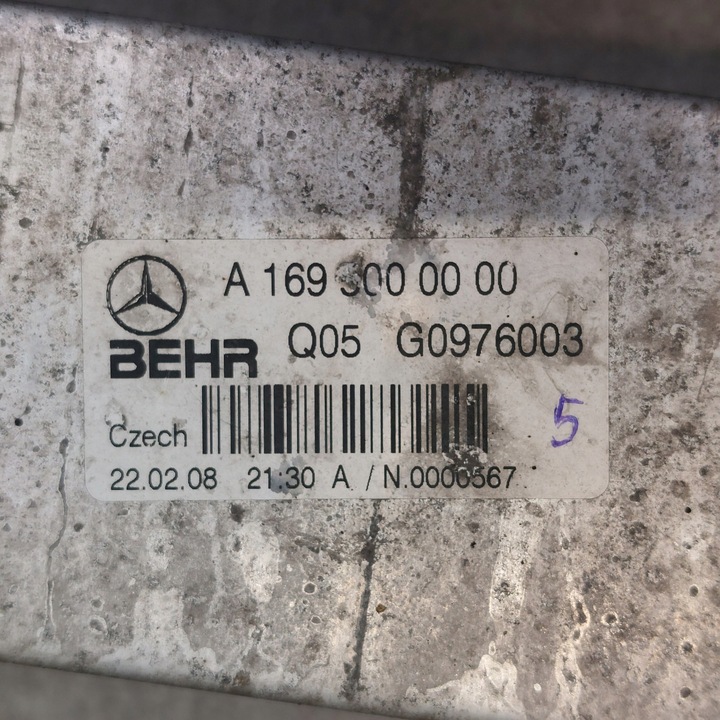 A 169 500 00 00
BEHR Q05 G0976003
Czech
5
22.02.08 21:30 A / N.0000567